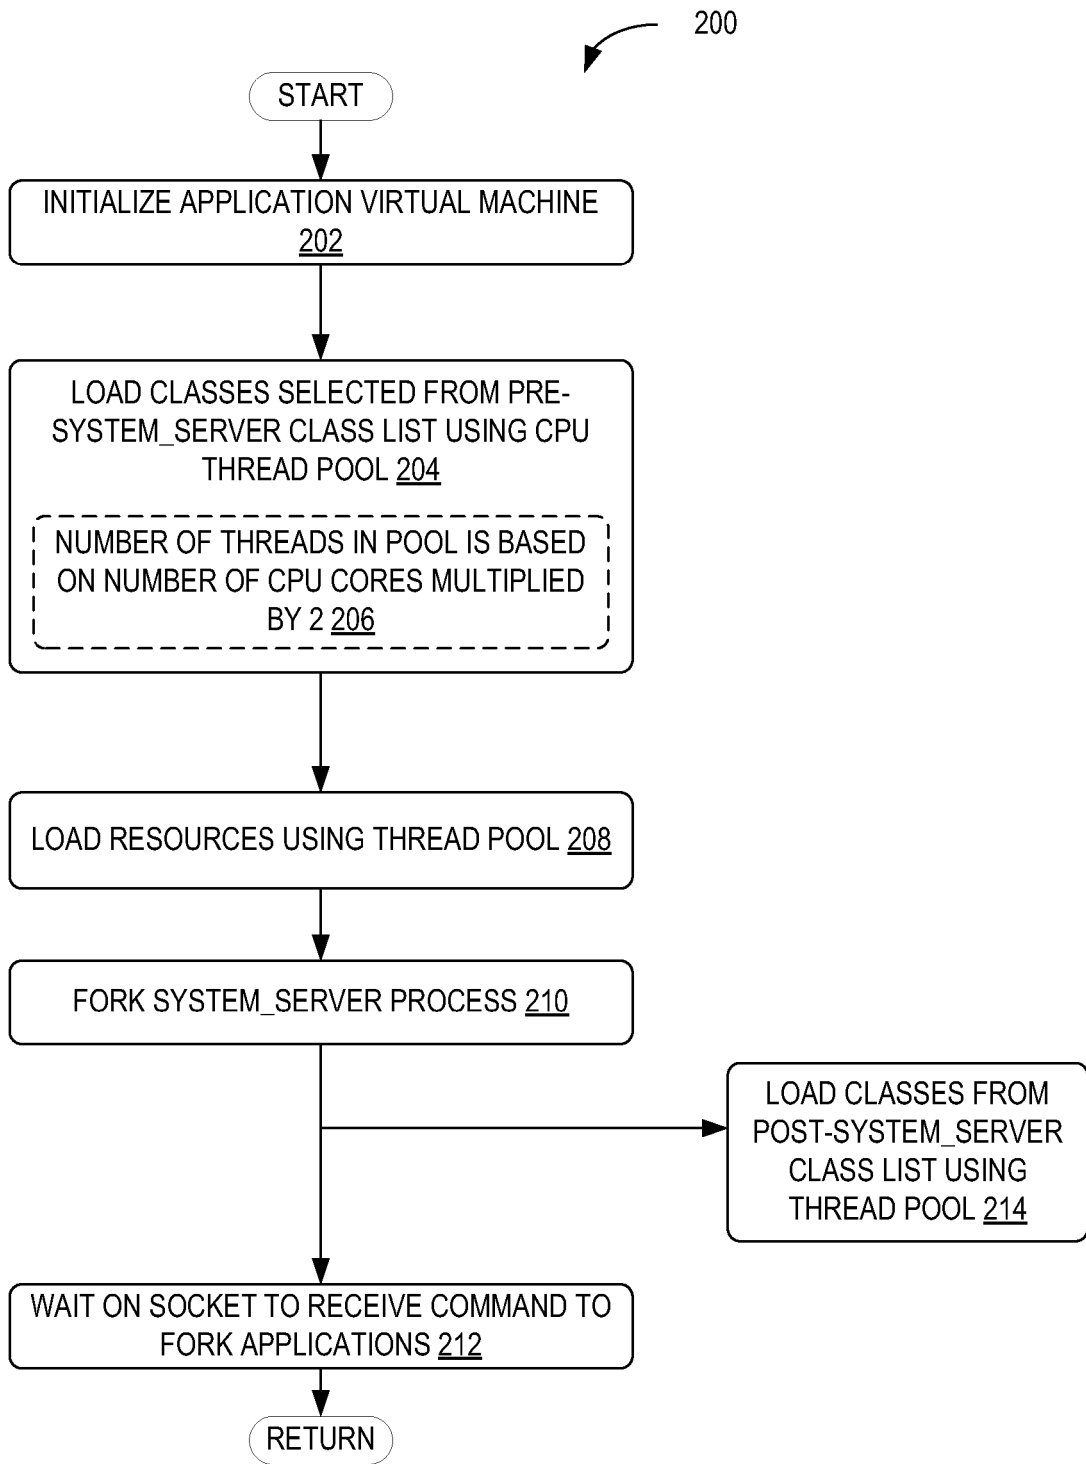 200
START
INITIALIZE APPLICATION VIRTUAL MACHINE
202
LOAD CLASSES SELECTED FROM PRE-
SYSTEM_SERVER CLASS LIST USING CPU
THREAD POOL 204
NUMBER OF THREADS IN POOL IS BASED
ON NUMBER OF CPU CORES MULTIPLIED
BY 2 206
LOAD RESOURCES USING THREAD POOL 208
FORK SYSTEM_SERVER PROCESS 210
LOAD CLASSES FROM
POST-SYSTEM_SERVER
CLASS LIST USING
THREAD POOL 214
WAIT ON SOCKET TO RECEIVE COMMAND TO
FORK APPLICATIONS 212
RETURN